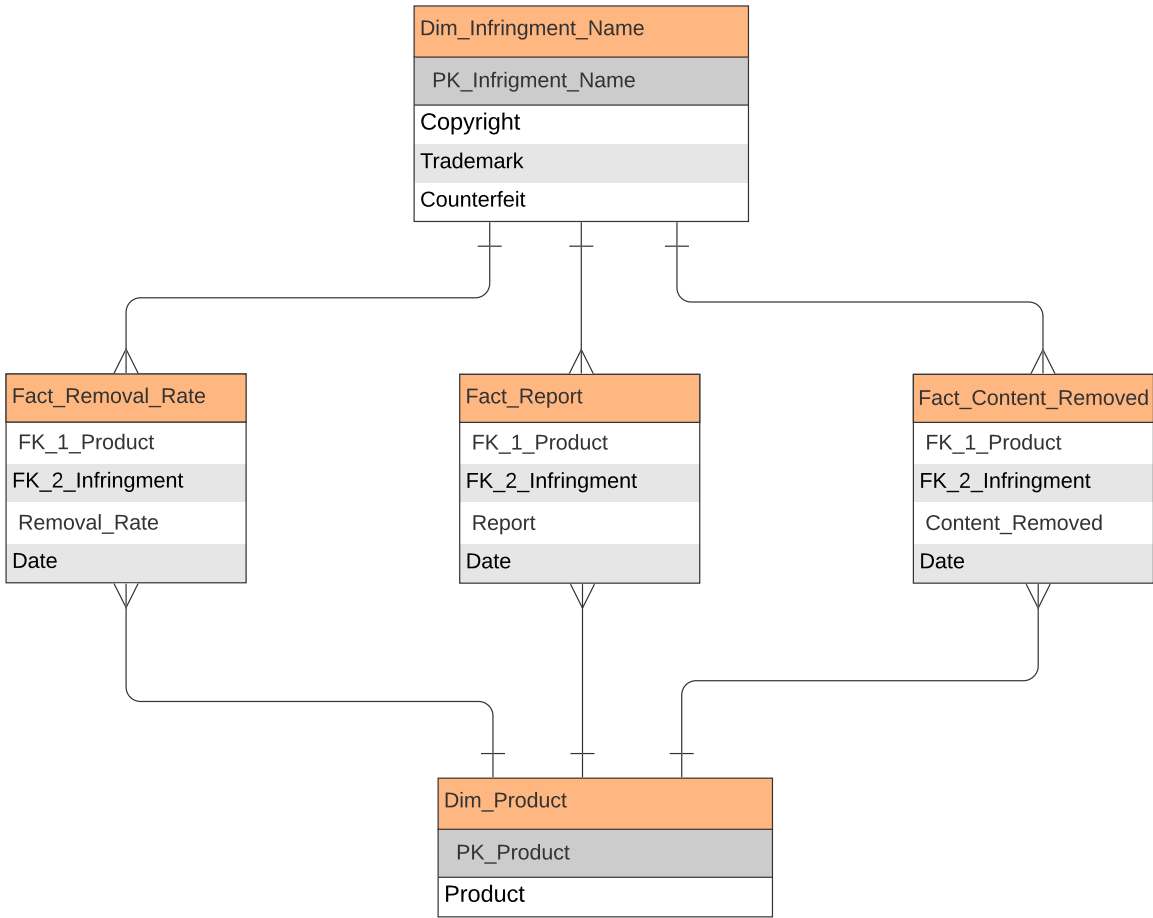 Dim_Infringment_Name
PK_Infrigment_Name
Copyright
Trademark
Counterfeit
Fact_Removal_Rate
FK_1_Product
FK_2_Infringment
Removal_Rate
Date
Fact_Report
FK_1_Product
FK_2_Infringment
Report
Date
Fact_Content_Removed
FK_1_Product
FK_2_Infringment
Content_Removed
Date
Dim_Product
PK_Product
Product